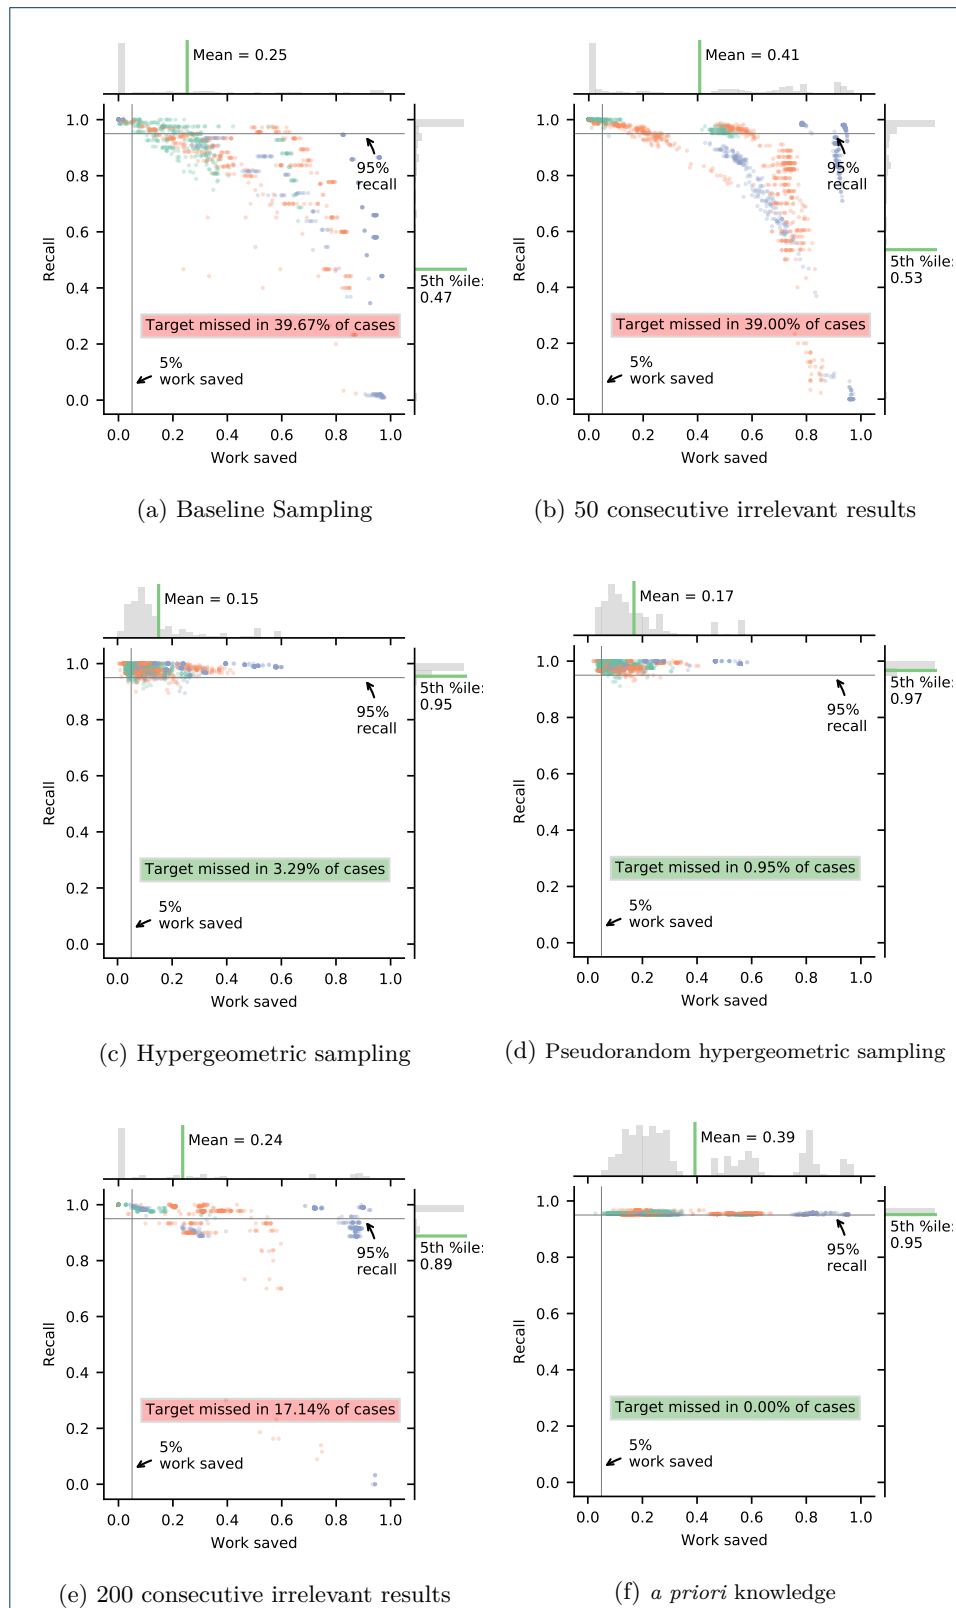 Mean = 0.25
1.0
0.8
0.6
0.4
0.2
0.0
Recall
95%
recall
5th %ile:
0.47
Target missed in 39.67% of cases
5%
work saved
0.0 0.2 0.4 0.6 0.8 1.0
Work saved
(a) Baseline Sampling
Mean = 0.41
1.0
0.8
0.6
0.4
0.2
0.0
Recall
95%
recall
5th %ile:
0.53
Target missed in 39.00% of cases
5%
work saved
0.0 0.2 0.4 0.6 0.8 1.0
Work saved
(b) 50 consecutive irrelevant results
Mean = 0.15
1.0
0.8
0.6
0.4
0.2
0.0
Recall
5th %ile:
0.95
95%
recall
Target missed in 3.29% of cases
5%
work saved
0.0 0.2 0.4 0.6 0.8 1.0
Work saved
(c) Hypergeometric sampling
Mean = 0.17
1.0
0.8
0.6
0.4
0.2
0.0
Recall
5th %ile:
0.97
95%
recall
Target missed in 0.95% of cases
5%
work saved
0.0 0.2 0.4 0.6 0.8 1.0
Work saved
(d) Pseudorandom hypergeometric sampling
Mean = 0.24
1.0
0.8
0.6
0.4
0.2
0.0
Recall
5th %ile:
0.89
95%
recall
Target missed in 17.14% of cases
5%
work saved
0.0 0.2 0.4 0.6 0.8 1.0
Work saved
(e) 200 consecutive irrelevant results
Mean = 0.39
1.0
0.8
0.6
0.4
0.2
0.0
Recall
5th %ile:
0.95
95%
recall
Target missed in 0.00% of cases
5%
work saved
0.0 0.2 0.4 0.6 0.8 1.0
Work saved
(f) a priori knowledge